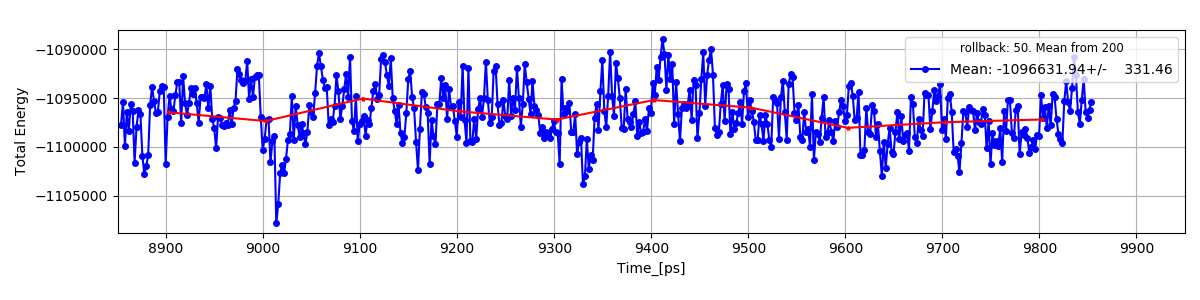 rollback: 50. Mean from 200
Mean: -1096631.94+/- 331.46
Total Energy
−1090000
−1095000
−1100000
−1105000
8900 9000 9100 9200 9300 9400 9500 9600 9700 9800 9900
Time_[ps]